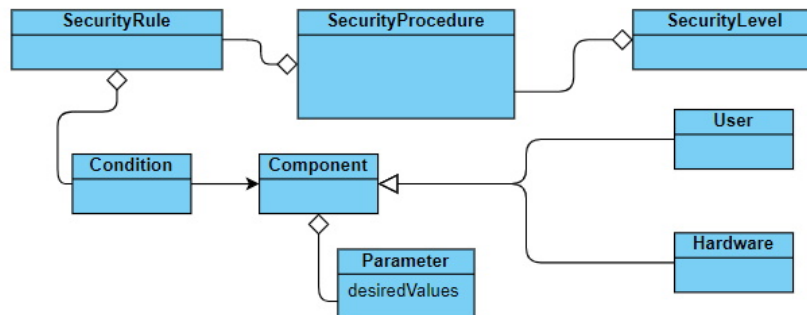 SecurityRule
SecurityProcedure
SecurityLevel
User
Condition
Component
Hardware
Parameter
desiredValues